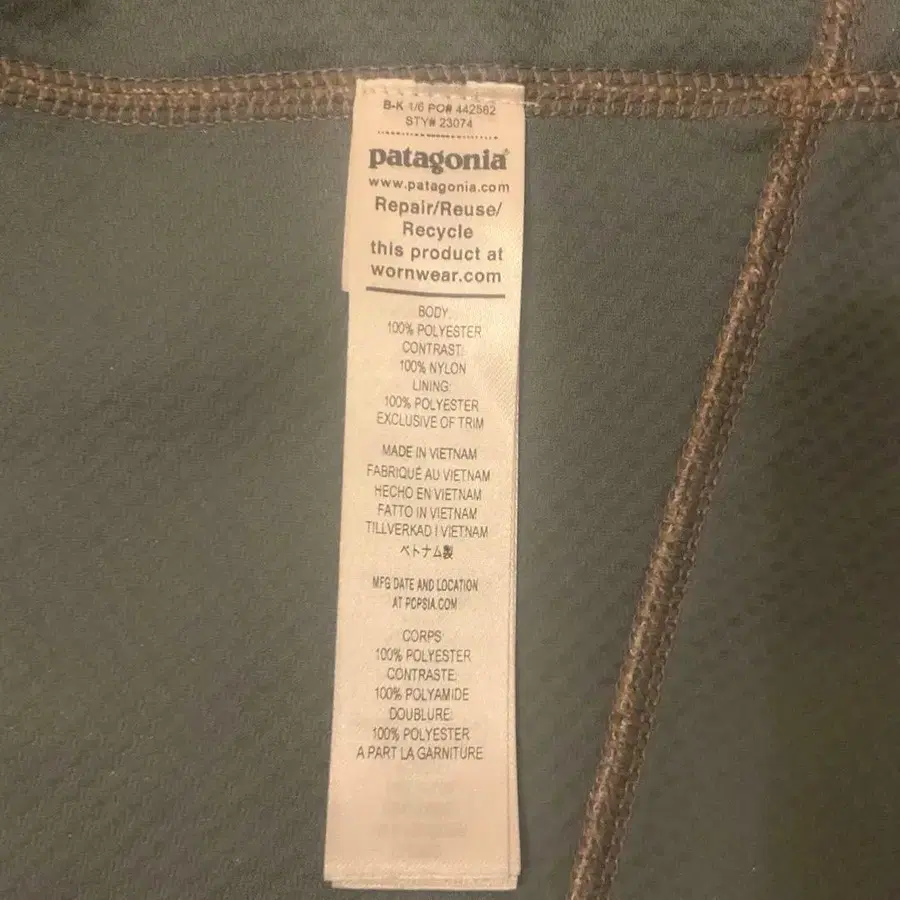 B-K 1/6 PO# 442562
STY# 23074
patagonia®
www.patagonia.com
Repair/Reuse/
Recycle
this product at
wornwear.com
BODY:
100% POLYESTER
CONTRAST:
100% NYLON
LINING:
100% POLYESTER
EXCLUSIVE OF TRIM
MADE IN VIETNAM
FABRIQUÉ AU VIETNAM
HECHO EN VIETNAM
FATTO IN VIETNAM
TILLVERKAD I VIETNAM
ベトナム製
MFG DATE AND LOCATION
AT POPSIA.COM
CORPS:
100% POLYESTER
CONTRASTE:
100% POLYAMIDE
DOUBLURE:
100% POLYESTER
A PART LA GARNITURE